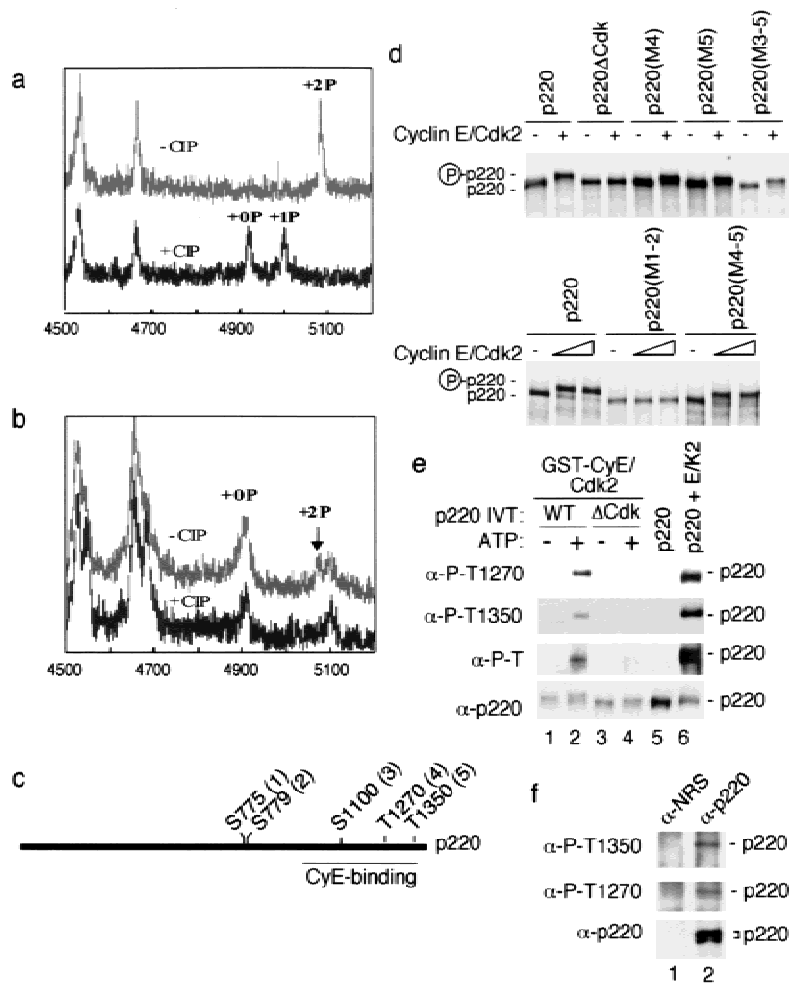 a
+2P
-CIP
+0P +1P
+CIP
4500 4700 4900 5100
b
+0P
+2P
-CIP
+CIP
4500 4700 4900 5100
c
S775 (1)
S779 (2)
S1100 (3)
T1270 (4)
T1350 (5)
p220
CyE-binding
d
p220
p220ΔCdk
p220(M4)
p220(M5)
p220(M3-5)
Cyclin E/Cdk2 - + - + - + - + - +
P-p220 -
p220 -
p220
p220(M1-2)
p220(M4-5)
Cyclin E/Cdk2 - - -
P-p220 -
p220 -
e
GST-CyE/
Cdk2
p220
p220 + E/K2
p220 IVT: WT ΔCdk
ATP: - + - +
α-P-T1270 - p220
α-P-T1350 - p220
α-P-T - p220
α-p220 - p220
1 2 3 4 5 6
f
α-NRS
α-p220
α-P-T1350 - p220
α-P-T1270 - p220
α-p220 p220
1 2